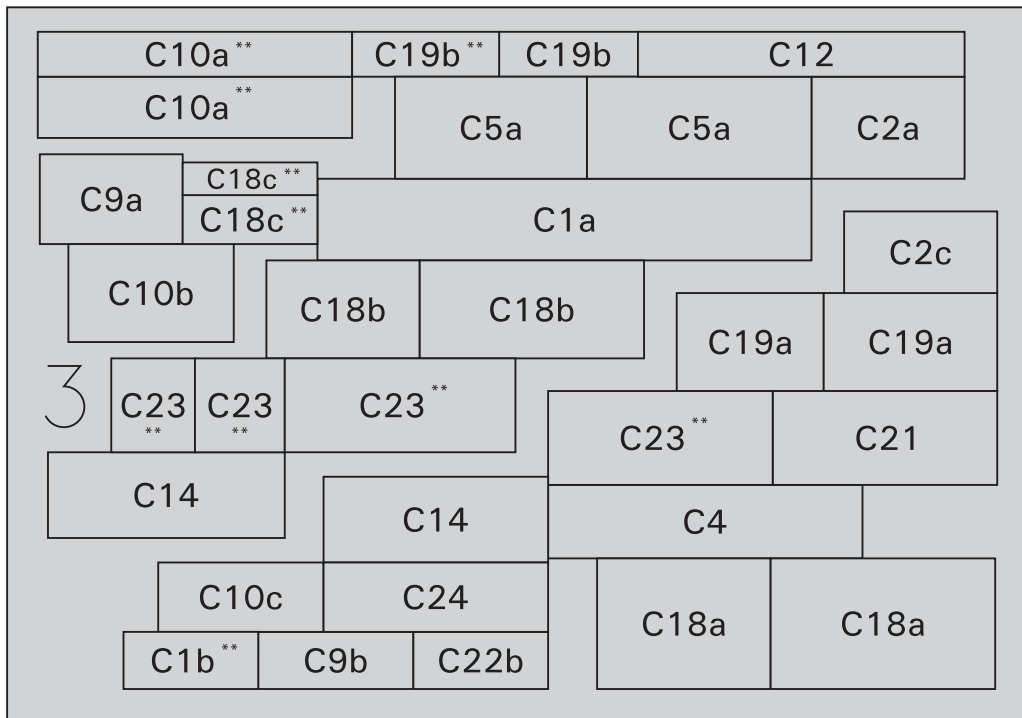 C10a** C19b** C19b C12
C10a** C5a C5a C2a
C9a C18c**
C18c** C1a
C2c
C10b C18b C18b
C19a C19a
3 C23** C23** C23**
C23** C21
C14
C14 C4
C10c C24
C18a C18a
C1b** C9b C22b